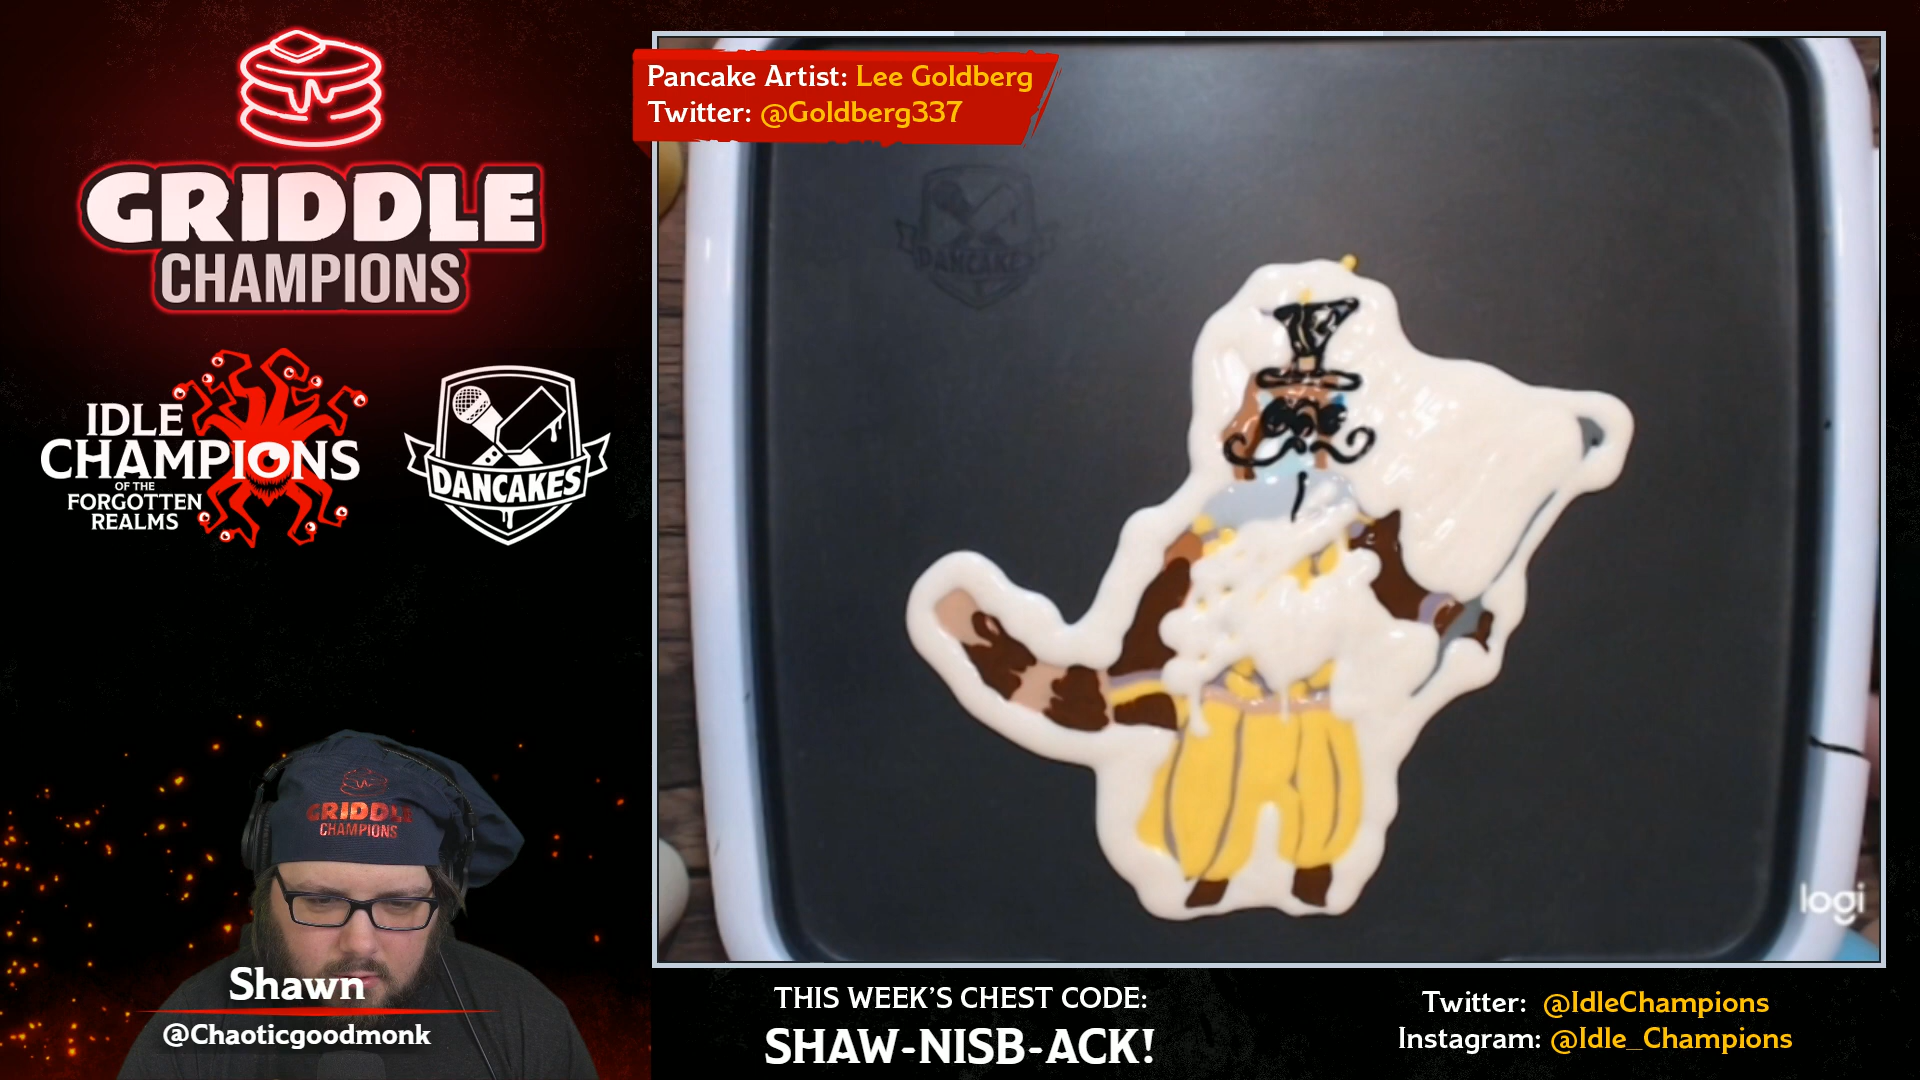 GRIDDLE
CHAMPIONS
IDLE
CHAMPIONS
OF THE
FORGOTTEN
REALMS
DANCAKES
Pancake Artist: Lee Goldberg
Twitter: @Goldberg337
DANCAKES
logi
GRIDDLE
CHAMPIONS
Shawn
@Chaoticgoodmonk
THIS WEEK'S CHEST CODE:
SHAW-NISB-ACK!
Twitter: @IdleChampions
Instagram: @Idle_Champions